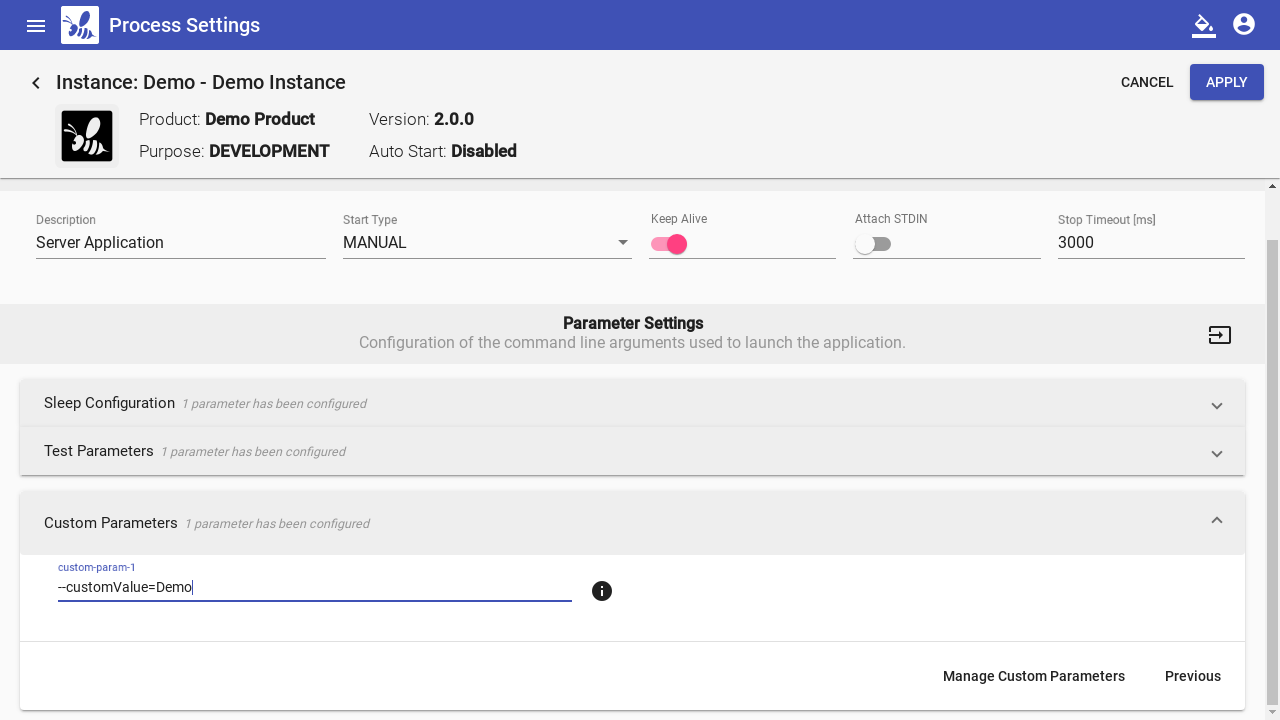 Process Settings
Instance: Demo - Demo Instance
CANCEL
APPLY
Product: Demo Product
Version: 2.0.0
Purpose: DEVELOPMENT
Auto Start: Disabled
Description
Server Application
Start Type
MANUAL
Keep Alive
Attach STDIN
Stop Timeout [ms]
3000
Parameter Settings
Configuration of the command line arguments used to launch the application.
Sleep Configuration 1 parameter has been configured
Test Parameters 1 parameter has been configured
Custom Parameters 1 parameter has been configured
custom-param-1
--customValue=Demo
Manage Custom Parameters
Previous